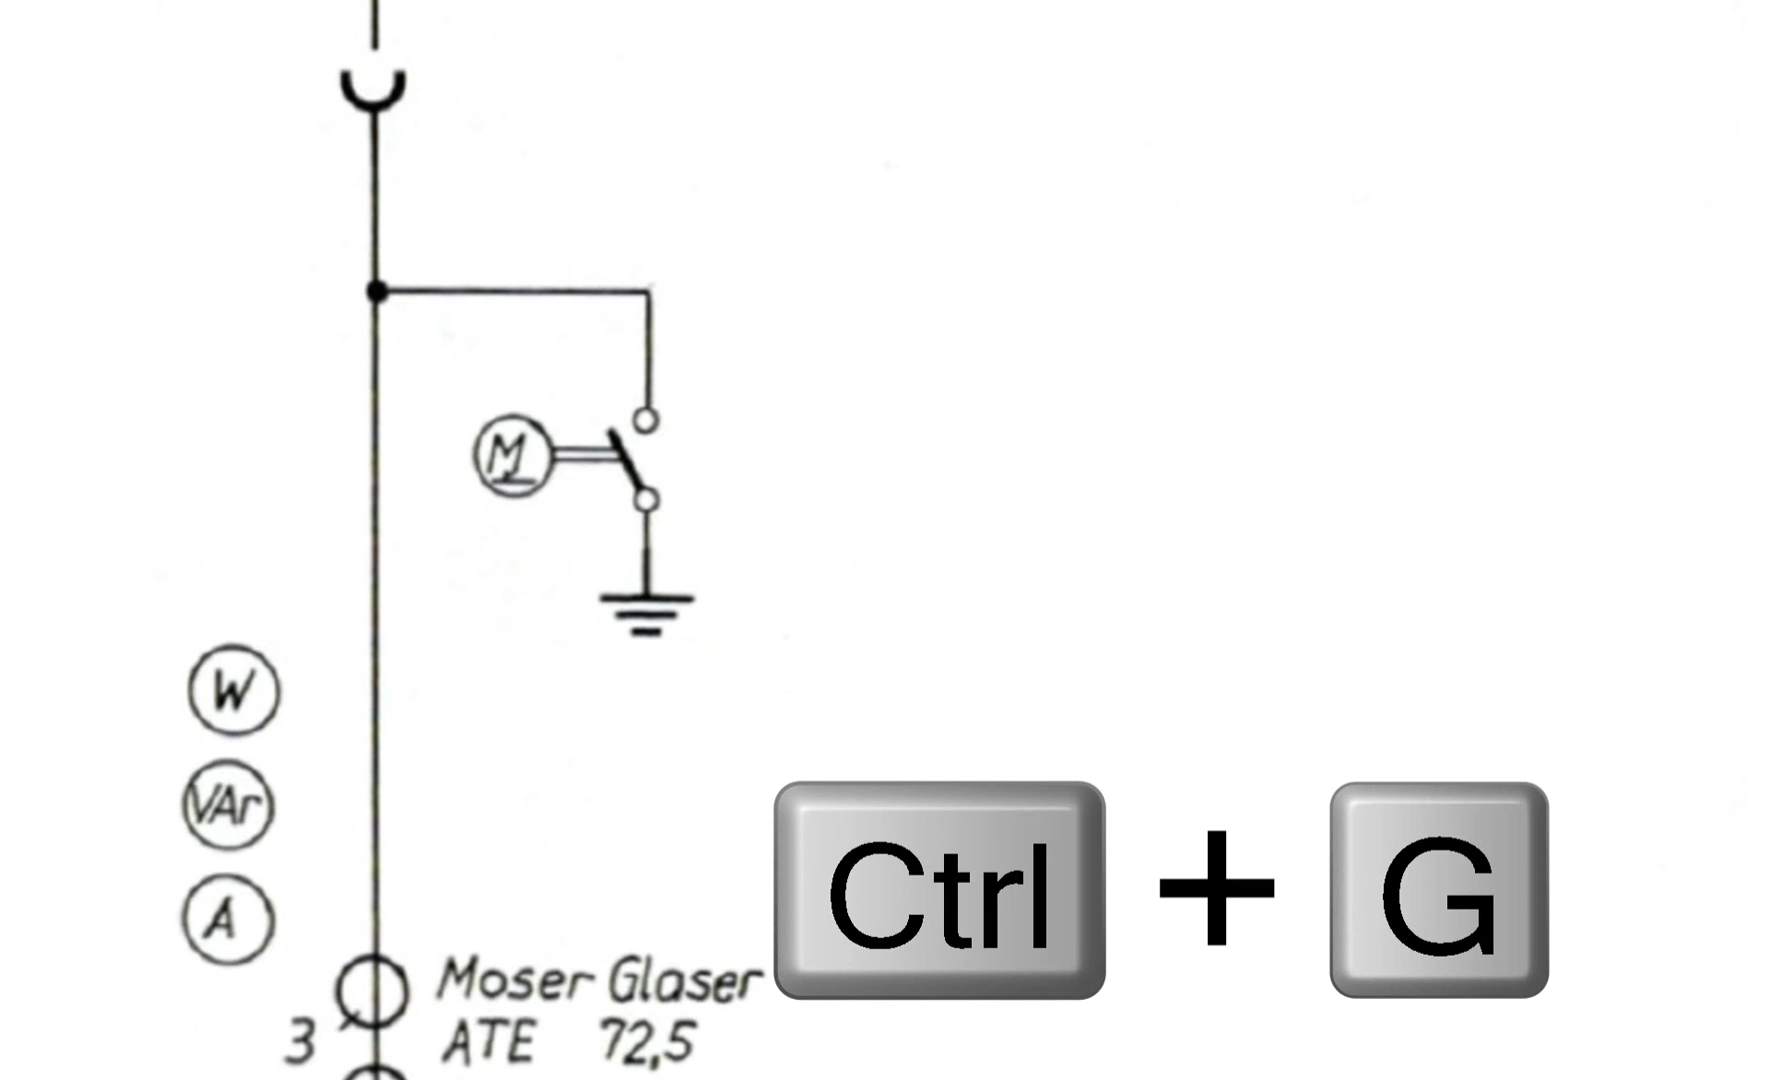 M
W
VAr
A
Moser Glaser
3 ATE 72,5
Ctrl + G